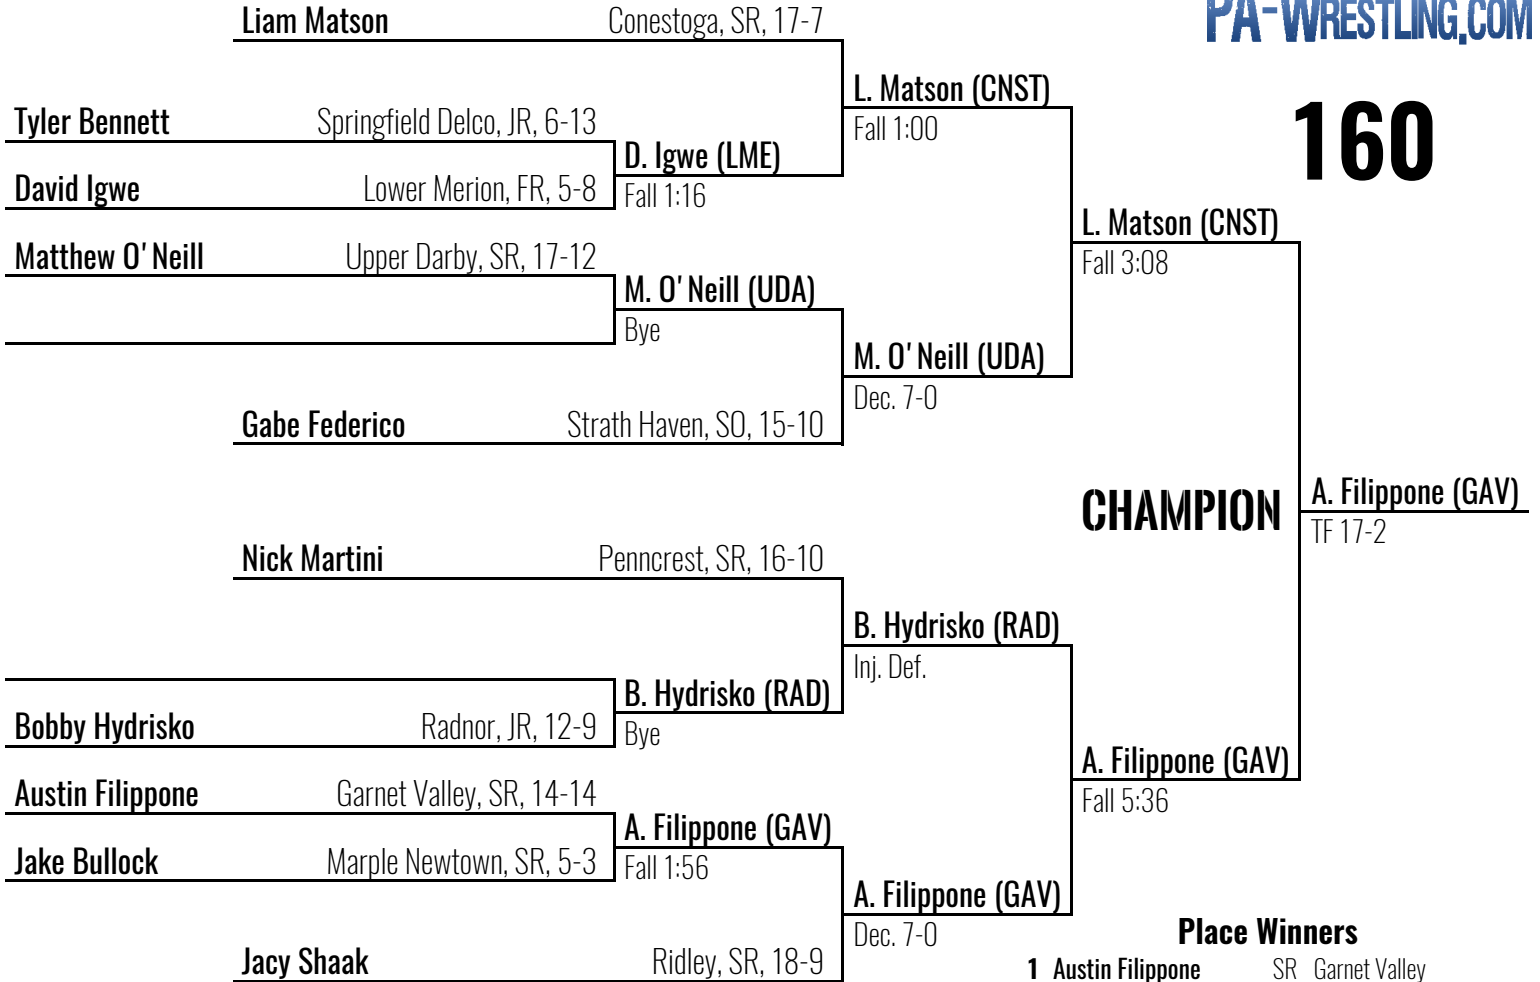 PA-WRESTLING.COM
160
Liam Matson Conestoga, SR, 17-7
L. Matson (CNST)
Fall 1:00
Tyler Bennett Springfield Delco, JR, 6-13
D. Igwe (LME)
Fall 1:16
David Igwe Lower Merion, FR, 5-8
L. Matson (CNST)
Fall 3:08
Matthew O'Neill Upper Darby, SR, 17-12
M. O'Neill (UDA)
Bye
M. O'Neill (UDA)
Dec. 7-0
Gabe Federico Strath Haven, SO, 15-10
CHAMPION
A. Filippone (GAV)
TF 17-2
Nick Martini Penncrest, SR, 16-10
B. Hydrisko (RAD)
Inj. Def.
B. Hydrisko (RAD)
Bye
Bobby Hydrisko Radnor, JR, 12-9
A. Filippone (GAV)
Fall 5:36
Austin Filippone Garnet Valley, SR, 14-14
A. Filippone (GAV)
Fall 1:56
Jake Bullock Marple Newtown, SR, 5-3
A. Filippone (GAV)
Dec. 7-0
Jacy Shaak Ridley, SR, 18-9
Place Winners
1 Austin Filippone SR Garnet Valley